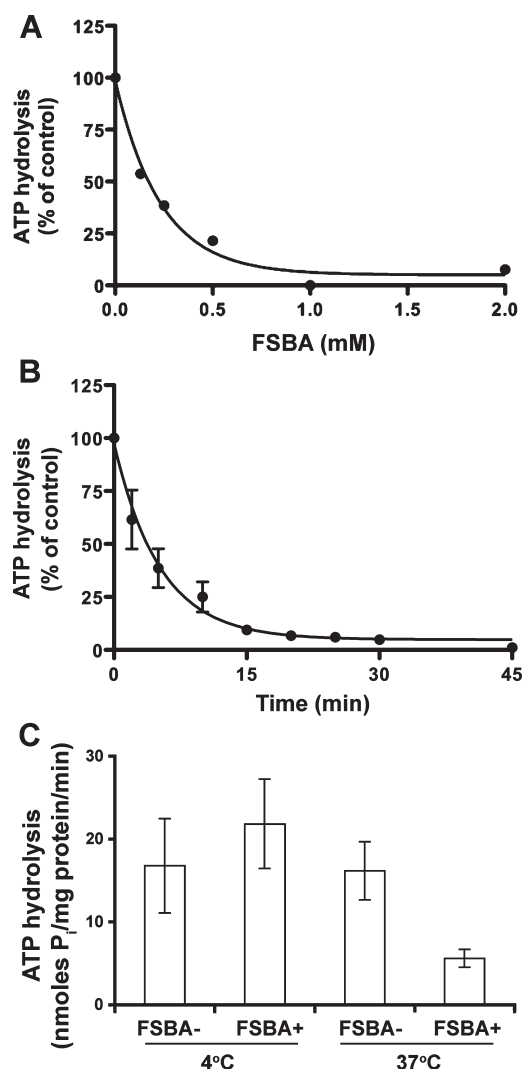 A
ATP hydrolysis
(% of control)
125
100
75
50
25
0
0.0 0.5 1.0 1.5 2.0
FSBA (mM)
B
ATP hydrolysis
(% of control)
125
100
75
50
25
0
0 15 30 45
Time (min)
C
ATP hydrolysis
(nmoles Pi/mg protein/min)
30
20
10
0
FSBA- FSBA+ FSBA- FSBA+
4°C 37°C